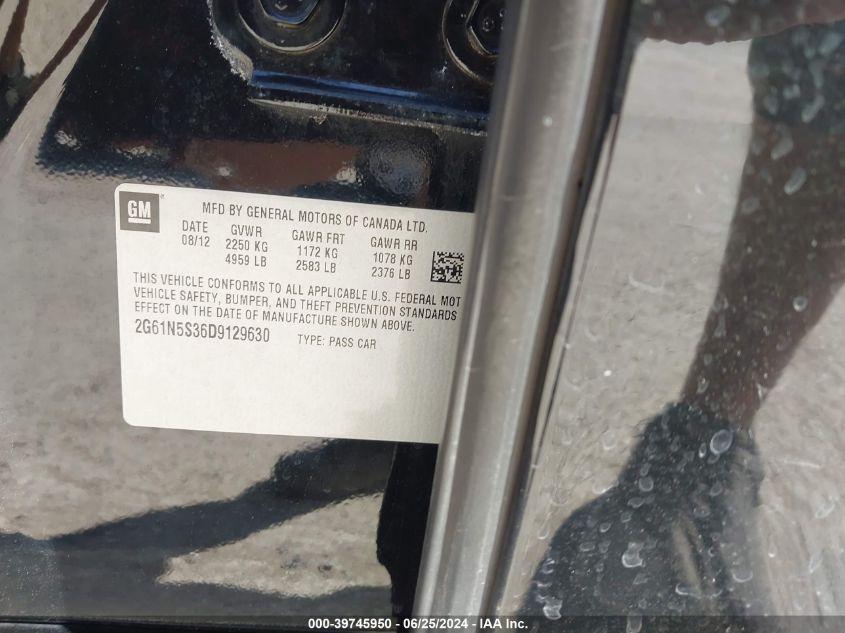 GM
MFD BY GENERAL MOTORS OF CANADA LTD.
DATE GVWR GAWR FRT GAWR RR
08/12 2250 KG 1172 KG 1078 KG
4959 LB 2583 LB 2376 LB
THIS VEHICLE CONFORMS TO ALL APPLICABLE U.S. FEDERAL MOT
VEHICLE SAFETY, BUMPER, AND THEFT PREVENTION STANDARDS
EFFECT ON THE DATE OF MANUFACTURE SHOWN ABOVE.
2G61N5S36D9129630 TYPE: PASS CAR
000-39745950 - 06/25/2024 - IAA Inc.